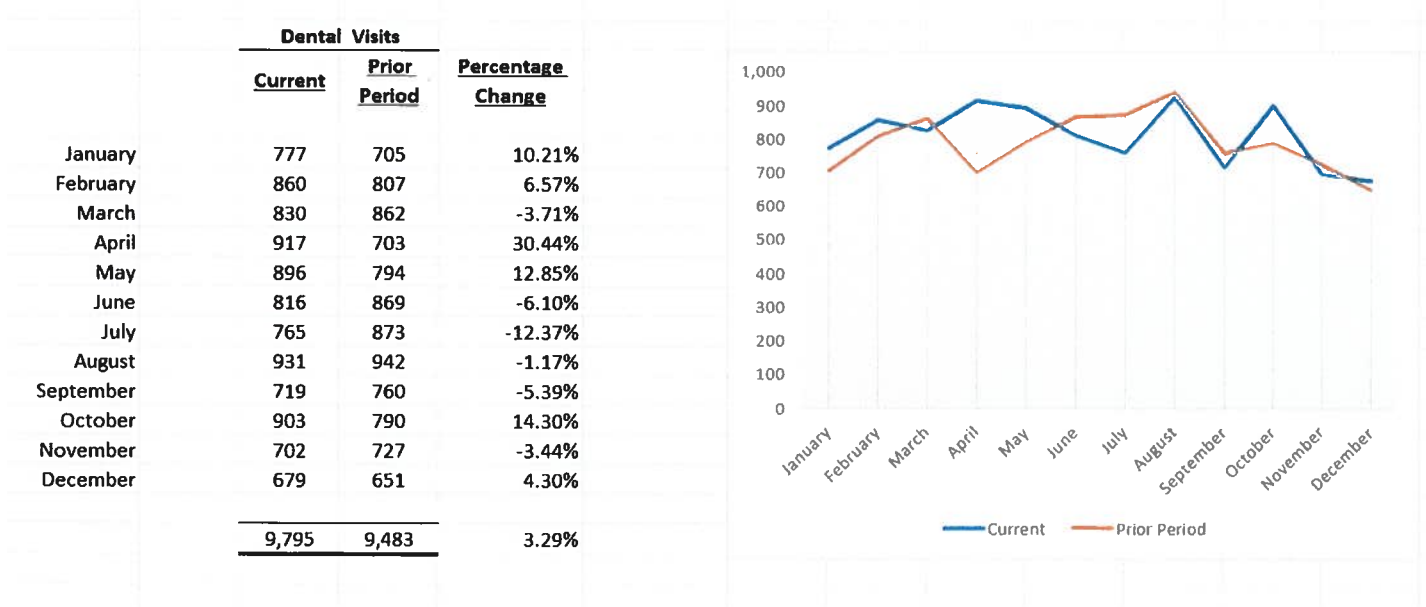 Dental Visits
Current Prior Period Percentage Change
January 777 705 10.21%
February 860 807 6.57%
March 830 862 -3.71%
April 917 703 30.44%
May 896 794 12.85%
June 816 869 -6.10%
July 765 873 -12.37%
August 931 942 -1.17%
September 719 760 -5.39%
October 903 790 14.30%
November 702 727 -3.44%
December 679 651 4.30%
9,795 9,483 3.29%
1,000
900
800
700
600
500
400
300
200
100
0
January February March April May June July August September October November December
Current Prior Period